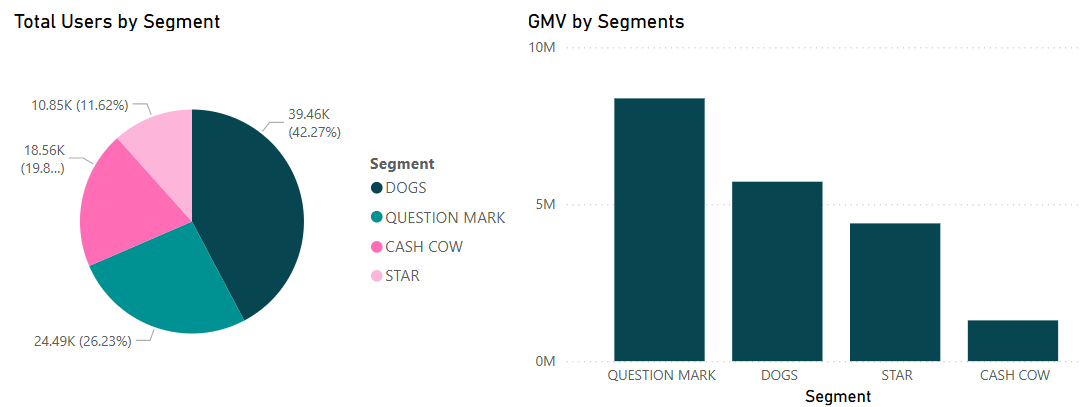 Total Users by Segment
10.85K (11.62%)
39.46K
(42.27%)
18.56K
(19.8...)
24.49K (26.23%)
Segment
DOGS
QUESTION MARK
CASH COW
STAR
GMV by Segments
10M
5M
0M
QUESTION MARK
DOGS
STAR
CASH COW
Segment